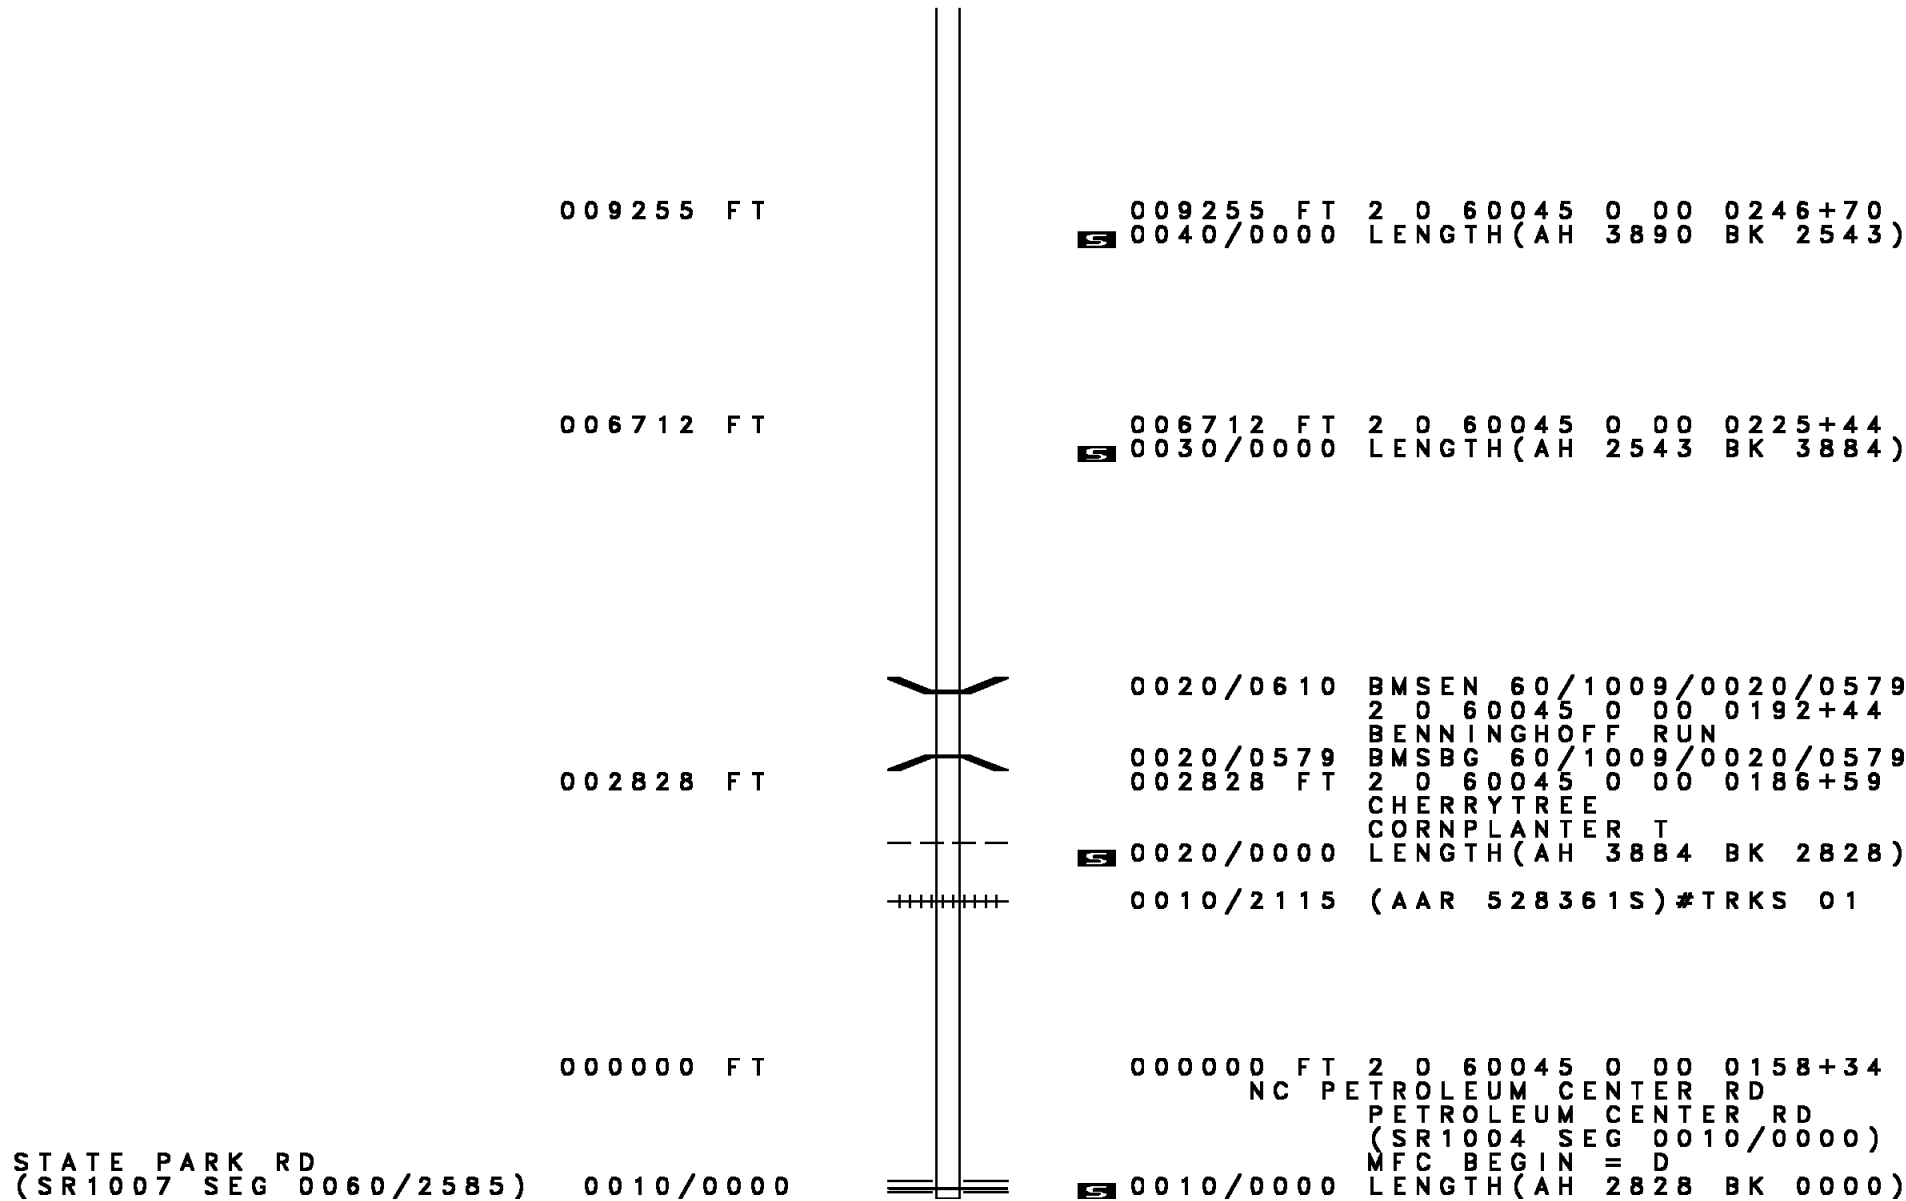 009255 FT 009255 FT 2 0 60045 0 00 0246+70
S 0040/0000 LENGTH(AH 3890 BK 2543)
006712 FT 006712 FT 2 0 60045 0 00 0225+44
S 0030/0000 LENGTH(AH 2543 BK 3884)
0020/0610 BMSEN 60/1009/0020/0579
2 0 60045 0 00 0192+44
BENNINGHOFF RUN
0020/0579 BMSBG 60/1009/0020/0579
002828 FT 002828 FT 2 0 60045 0 00 0186+59
CHERRYTREE
CORNPLANTER T
S 0020/0000 LENGTH(AH 3884 BK 2828)
0010/2115 (AAR 528361S)#TRKS 01
000000 FT 000000 FT 2 0 60045 0 00 0158+34
NC PETROLEUM CENTER RD
PETROLEUM CENTER RD
(SR1004 SEG 0010/0000)
STATE PARK RD MFC BEGIN = D
(SR1007 SEG 0060/2585) 0010/0000 S 0010/0000 LENGTH(AH 2828 BK 0000)